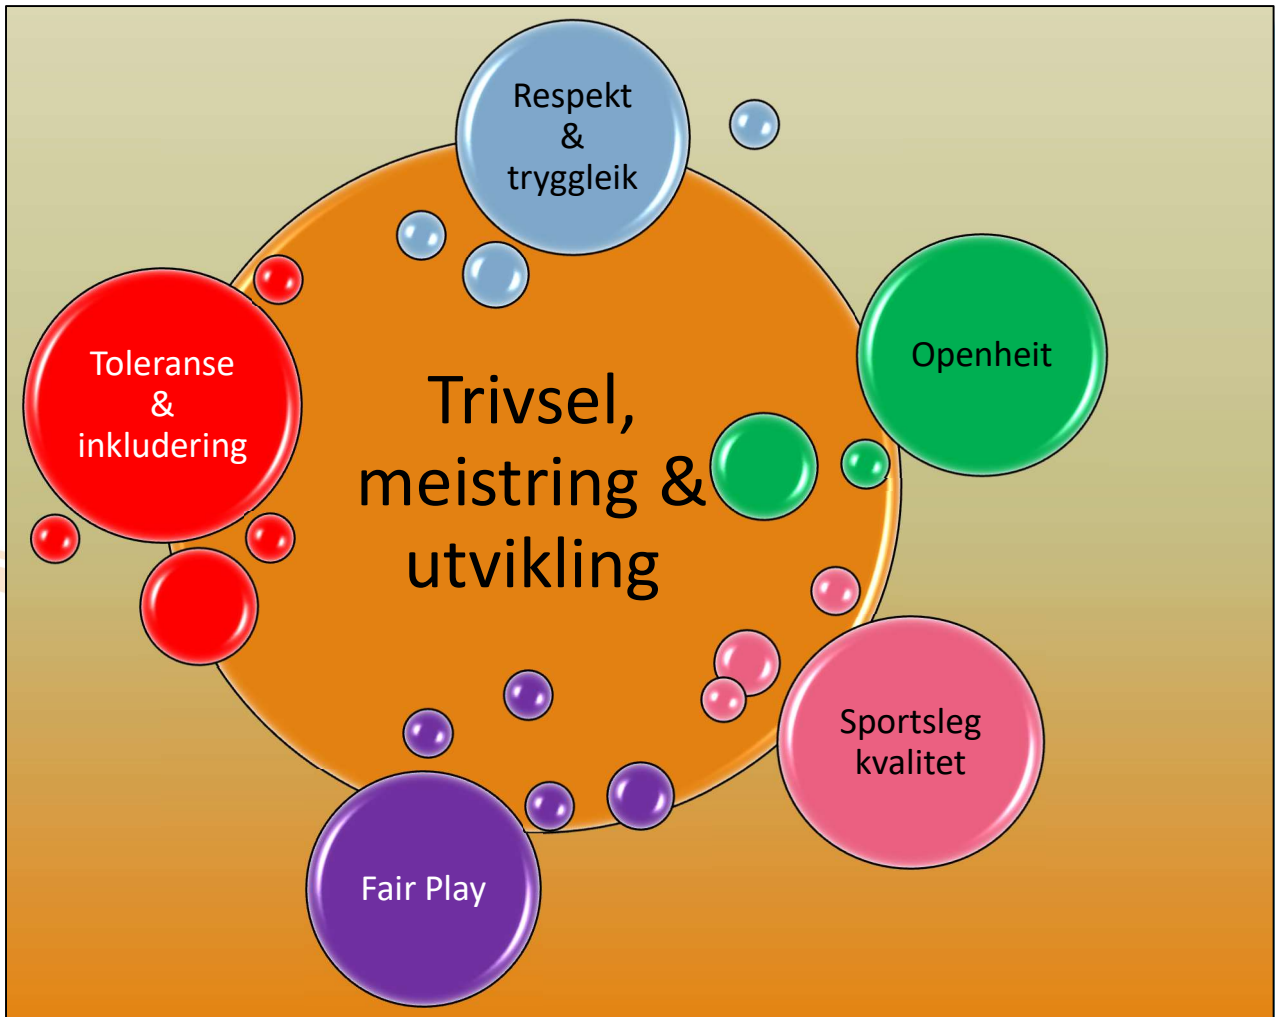 Respekt
&
tryggleik
Openheit
Toleranse
&
inkludering
Trivsel,
meistring &
utvikling
Sportsleg
kvalitet
Fair Play